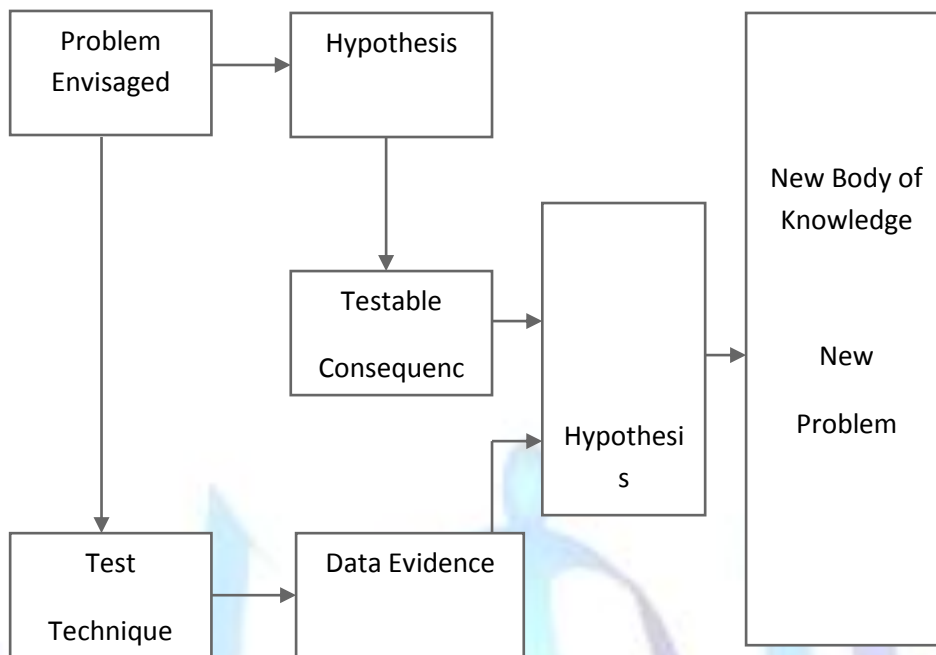 Problem
Envisaged
Hypothesis
Testable
Consequenc
Hypothesi
s
New Body of
Knowledge
New
Problem
Test
Technique
Data Evidence